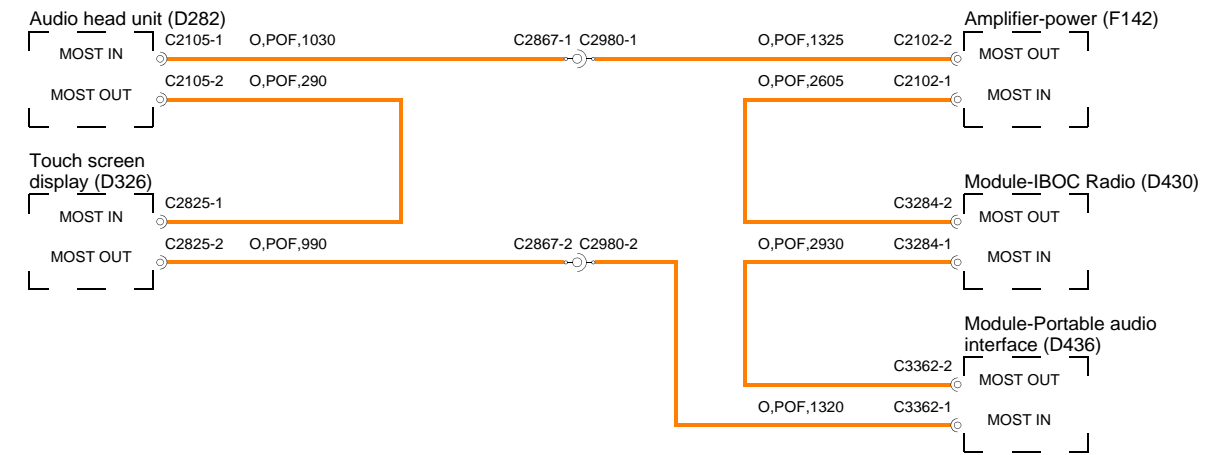 Audio head unit (D282)
Amplifier-power (F142)
MOST IN
C2105-1
O,POF,1030
C2867-1
C2980-1
O,POF,1325
C2102-2
MOST OUT
MOST OUT
C2105-2
O,POF,290
O,POF,2605
C2102-1
MOST IN
Touch screen
display (D326)
Module-IBOC Radio (D430)
MOST IN
C2825-1
C3284-2
MOST OUT
MOST OUT
C2825-2
O,POF,990
C2867-2
C2980-2
O,POF,2930
C3284-1
MOST IN
Module-Portable audio
interface (D436)
C3362-2
MOST OUT
O,POF,1320
C3362-1
MOST IN